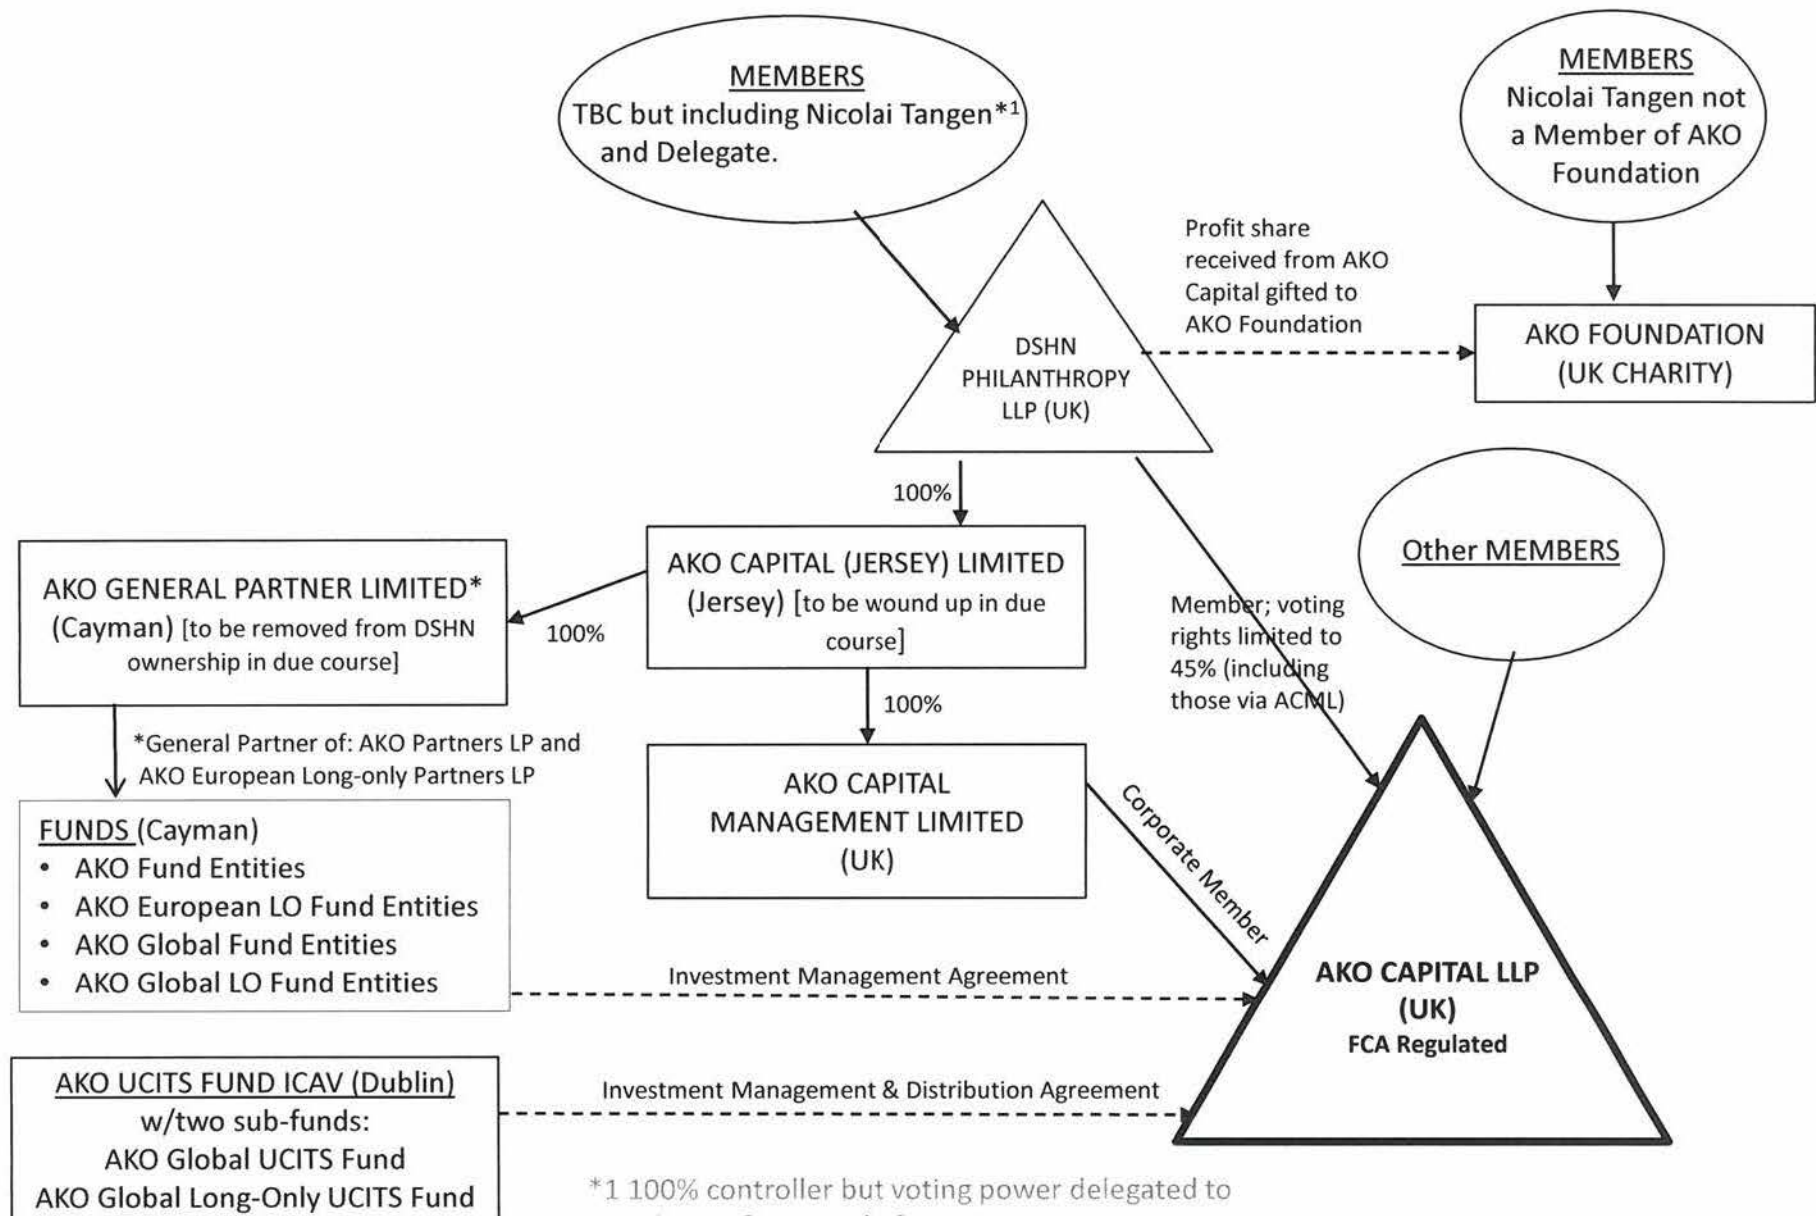 MEMBERS
TBC but including Nicolai Tangen*1
and Delegate.
MEMBERS
Nicolai Tangen not
a Member of AKO
Foundation
Profit share
received from AKO
Capital gifted to
AKO Foundation
DSHN
PHILANTHROPY
LLP (UK)
AKO FOUNDATION
(UK CHARITY)
100%
AKO GENERAL PARTNER LIMITED*
(Cayman) [to be removed from DSHN
ownership in due course]
100%
AKO CAPITAL (JERSEY) LIMITED
(Jersey) [to be wound up in due
course]
Other MEMBERS
Member; voting
rights limited to
45% (including
those via ACML)
100%
*General Partner of: AKO Partners LP and
AKO European Long-only Partners LP
AKO CAPITAL
MANAGEMENT LIMITED
(UK)
Corporate Member
FUNDS (Cayman)
• AKO Fund Entities
• AKO European LO Fund Entities
• AKO Global Fund Entities
• AKO Global LO Fund Entities
Investment Management Agreement
AKO CAPITAL LLP
(UK)
FCA Regulated
AKO UCITS FUND ICAV (Dublin)
w/two sub-funds:
AKO Global UCITS Fund
AKO Global Long-Only UCITS Fund
Investment Management & Distribution Agreement
*1 100% controller but voting power delegated to